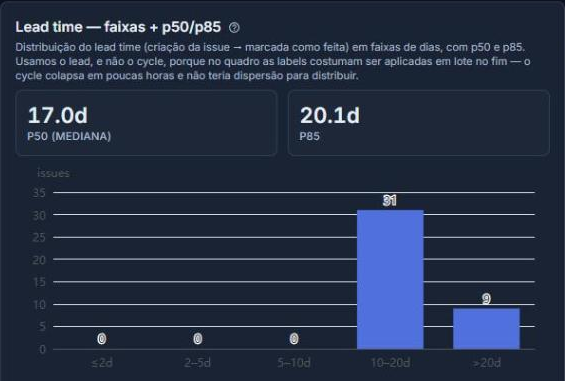 Lead time — faixas + p50/p85 ?
Distribuição do lead time (criação da issue → marcada como feita) em faixas de dias, com p50 e p85.
Usamos o lead, e não o cycle, porque no quadro as labels costumam ser aplicadas em lote no fim — o
cycle colapsa em poucas horas e não tem dispersão para distribuir.
17.0d
P50 (MEDIANA)
20.1d
P85
issues
35
30
25
20
15
10
5
0
0
0
0
31
9
≤2d
2–5d
5–10d
10–20d
>20d